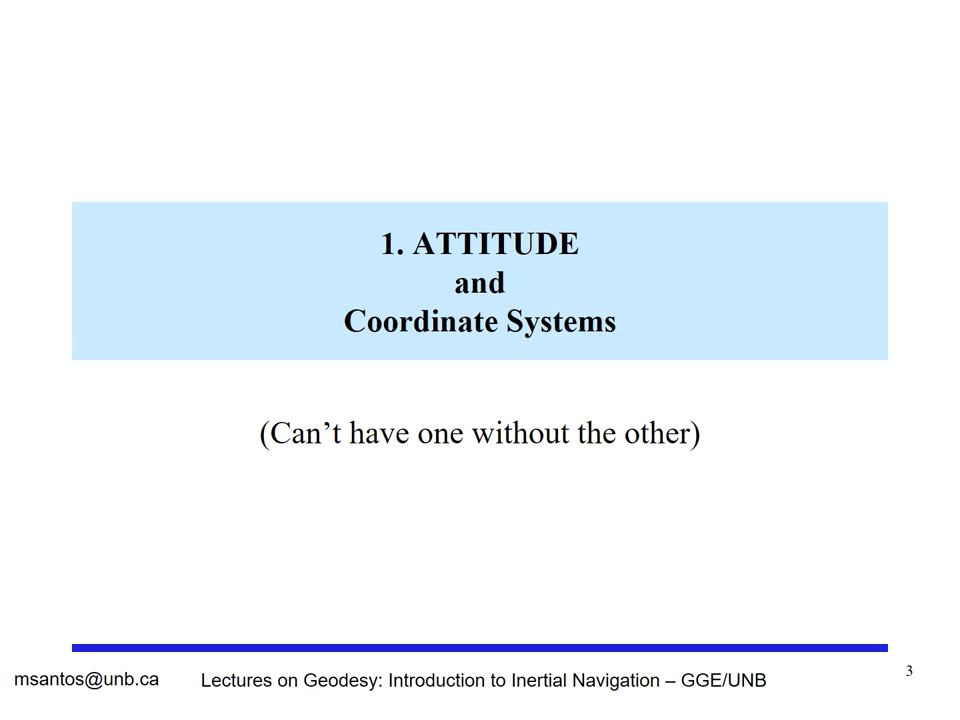 1. ATTITUDE
and
Coordinate Systems
(Can’t have one without the other)
msantos@unb.ca
Lectures on Geodesy: Introduction to Inertial Navigation – GGE/UNB
3